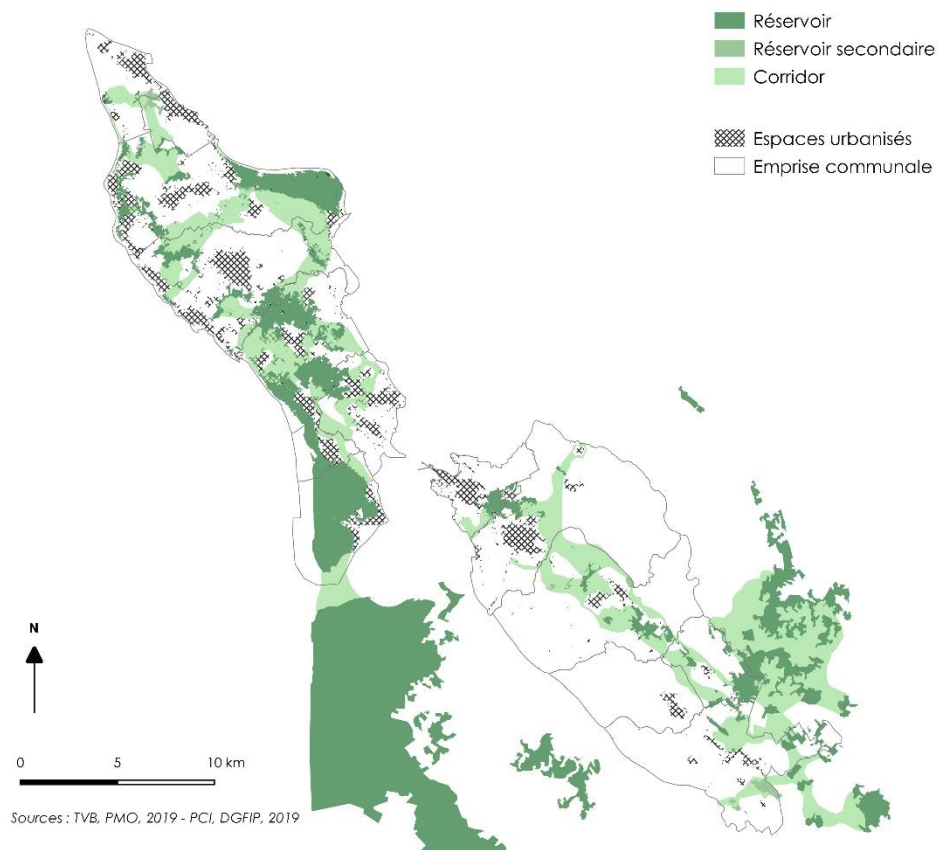 Réservoir
Réservoir secondaire
Corridor
Espaces urbanisés
Emprise communale
N
0 5 10 km
Sources : TVB, PMO, 2019 - PCI, DGFIP, 2019